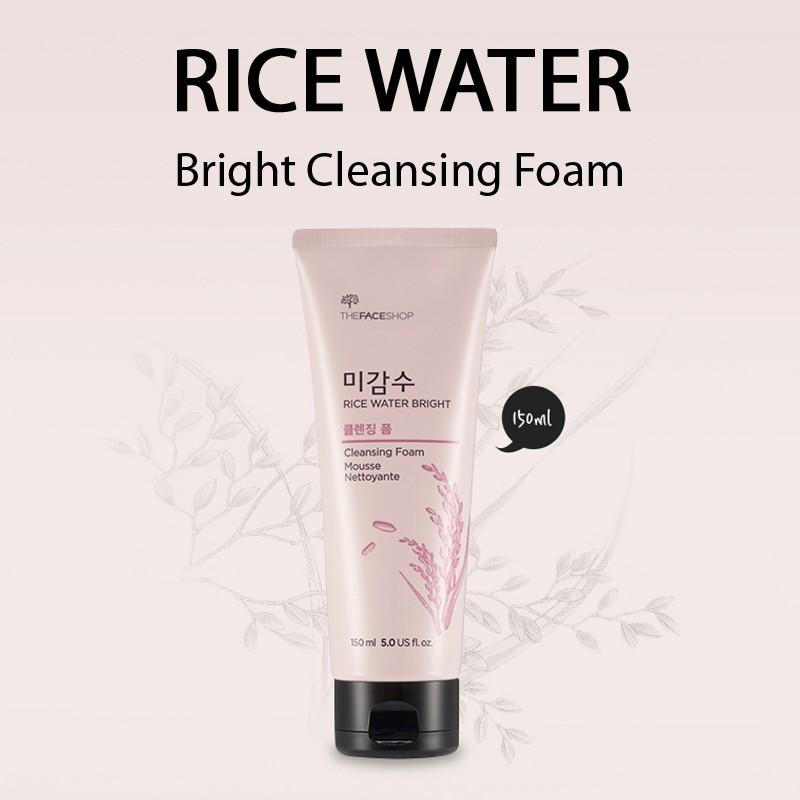 RICE WATER
Bright Cleansing Foam
THEFACESHOP
미감수
RICE WATER BRIGHT
클렌징 폼
Cleansing Foam
Mousse
Nettoyante
150ml
150 ml 5.0 US fl. oz.